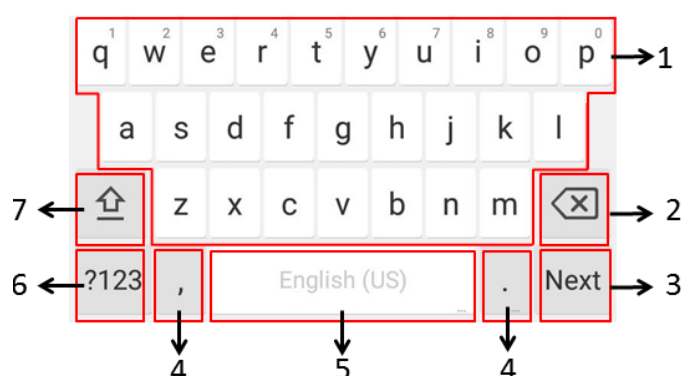 1 2 3 4 5 6 7 8 9 0
q w e r t y u i o p 1
a s d f g h j k l
7 z x c v b n m 2
6 ?123 , English (US) ... . ... Next 3
4 5 4